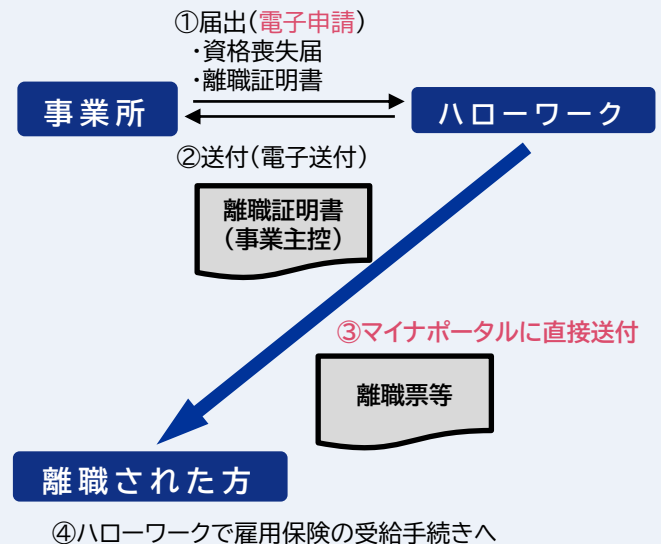 ①届出(電子申請)
・資格喪失届
・離職証明書
事業所
ハローワーク
②送付(電子送付)
離職証明書
(事業主控)
③マイナポータルに直接送付
離職票等
離職された方
④ハローワークで雇用保険の受給手続きへ